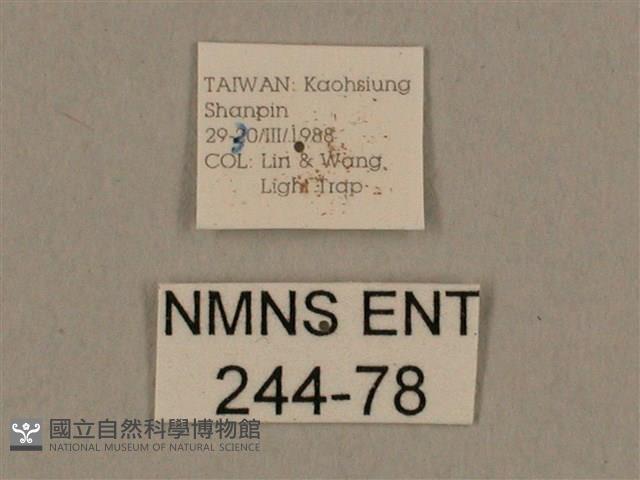 TAIWAN: Kaohsiung
Shanpin
29-30/III/.1988
COL: Lin & Wang
Light Trap
NMNS ENT
244-78
國立自然科學博物館
NATIONAL MUSEUM OF NATURAL SCIENCE